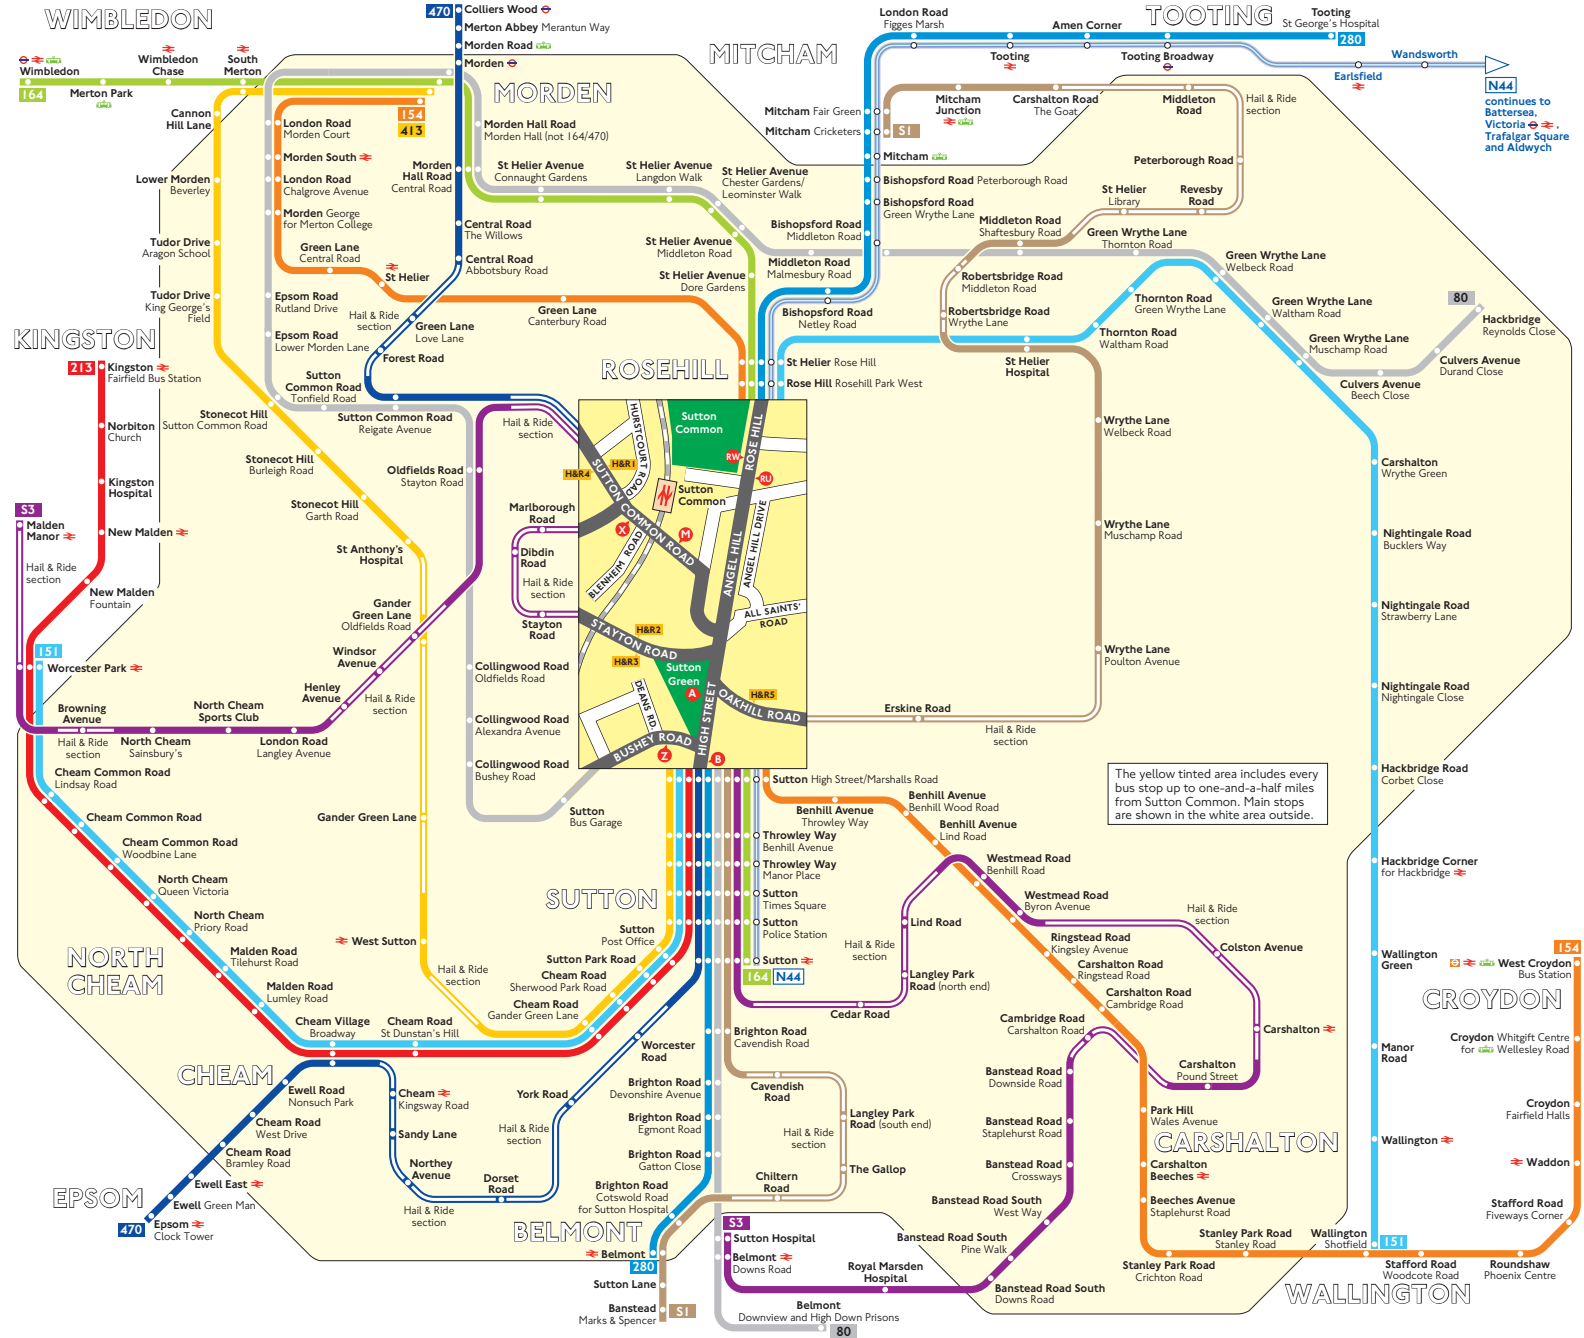 WIMBLEDON
Wimbledon
164
Wimbledon
Chase
South
Merton
Merton Park
470
Colliers Wood
Merton Abbey Merantun Way
Morden Road
Morden
MORDEN
MITCHAM
London Road
Figges Marsh
Amen Corner
TOOTING
Tooting
St George's Hospital
280
Tooting
Tooting Broadway
Wandsworth
Earlsfield
N44
continues to
Battersea,
Victoria ,
Trafalgar Square
and Aldwych
Cannon
Hill Lane
154
413
London Road
Morden Court
Morden South
London Road
Chalgrove Avenue
Morden George
for Merton College
Green Lane
Central Road
St Helier
Lower Morden
Beverley
Tudor Drive
Aragon School
Tudor Drive
King George's
Field
Epsom Road
Rutland Drive
Epsom Road
Lower Morden Lane
Hail & Ride
section
Green Lane
Love Lane
Forest Road
Morden
Hall Road
Central Road
Morden Hall Road
Morden Hall (not 164/470)
St Helier Avenue
Connaught Gardens
St Helier Avenue
Langdon Walk
St Helier Avenue
Chester Gardens/
Leominster Walk
Central Road
The Willows
Central Road
Abbotsbury Road
St Helier Avenue
Middleton Road
St Helier Avenue
Dore Gardens
Green Lane
Canterbury Road
Mitcham Fair Green
Mitcham Cricketers
S1
Mitcham
Junction
Carshalton Road
The Goat
Middleton
Road
Hail & Ride
section
Mitcham
Bishopsford Road Peterborough Road
Bishopsford Road
Green Wrythe Lane
Bishopsford Road
Middleton Road
Middleton Road
Malmesbury Road
Bishopsford Road
Netley Road
Peterborough Road
St Helier
Library
Revesby
Road
Middleton Road
Shaftesbury Road
Green Wrythe Lane
Thornton Road
Green Wrythe Lane
Welbeck Road
Robertsbridge Road
Middleton Road
Robertsbridge Road
Wrythe Lane
Thornton Road
Green Wrythe Lane
Thornton Road
Waltham Road
Green Wrythe Lane
Waltham Road
Green Wrythe Lane
Muschamp Road
80
Hackbridge
Reynolds Close
Culvers Avenue
Durand Close
Culvers Avenue
Beech Close
St Helier
Hospital
St Helier Rose Hill
Rose Hill Rosehill Park West
ROSEHILL
KINGSTON
213
Kingston
Fairfield Bus Station
Norbiton
Church
Kingston
Hospital
New Malden
New Malden
Fountain
S3
Malden
Manor
Hail & Ride
section
151
Worcester Park
Sutton
Common Road
Tonfield Road
Stonecot Hill
Sutton Common Road
Sutton Common Road
Reigate Avenue
Stonecot Hill
Burleigh Road
Stonecot Hill
Garth Road
St Anthony's
Hospital
Gander
Green Lane
Oldfields Road
Windsor
Avenue
Henley
Avenue
Hail & Ride
section
Oldfields Road
Stayton Road
Hail & Ride
section
Marlborough
Road
Dibdin
Road
Hail & Ride
section
Stayton
Road
HURSTCOURT ROAD
Sutton
Common
ROSE HILL
RW
RU
H&R1
H&R4
SUTTON COMMON ROAD
Sutton
Common
X
M
BLENHEIM ROAD
ANGEL HILL
ANGEL HILL DRIVE
ALL SAINTS'
ROAD
STAYTON ROAD
H&R2
H&R3
Sutton
Green
A
H&R5
OAKHILL ROAD
DEANS RD.
BUSHEY ROAD
HIGH STREET
Z
B
Wrythe Lane
Welbeck Road
Wrythe Lane
Muschamp Road
Wrythe Lane
Poulton Avenue
Erskine Road
Hail & Ride
section
Carshalton
Wrythe Green
Nightingale Road
Bucklers Way
Nightingale Road
Strawberry Lane
Nightingale Road
Nightingale Close
Hackbridge Road
Corbet Close
Hackbridge Corner
for Hackbridge
Browning
Avenue
Hail & Ride
section
North Cheam
Sainsbury's
North Cheam
Sports Club
London Road
Langley Avenue
Collingwood Road
Oldfields Road
Collingwood Road
Alexandra Avenue
Collingwood Road
Bushey Road
Sutton
Bus Garage
Cheam Common Road
Lindsay Road
Cheam Common Road
Cheam Common Road
Woodbine Lane
North Cheam
Queen Victoria
North Cheam
Priory Road
Malden Road
Tilehurst Road
Malden Road
Lumley Road
Cheam Village
Broadway
Cheam Road
St Dunstan's Hill
NORTH
CHEAM
Gander Green Lane
West Sutton
Hail & Ride
section
SUTTON
Sutton
Post Office
Sutton Park Road
Cheam Road
Sherwood Park Road
Cheam Road
Gander Green Lane
Sutton High Street/Marshalls Road
Benhill Avenue
Throwley Way
Benhill Avenue
Benhill Wood Road
Benhill Avenue
Lind Road
Throwley Way
Benhill Avenue
Throwley Way
Manor Place
Sutton
Times Square
Sutton
Police Station
Sutton
164
N44
The yellow tinted area includes every
bus stop up to one-and-a-half miles
from Sutton Common. Main stops
are shown in the white area outside.
Westmead Road
Benhill Road
Westmead Road
Byron Avenue
Lind Road
Hail & Ride
section
Langley Park
Road (north end)
Cedar Road
Ringstead Road
Kingsley Avenue
Carshalton Road
Ringstead Road
Carshalton Road
Cambridge Road
Cambridge Road
Carshalton Road
Hail & Ride
section
Colston Avenue
Carshalton
Carshalton
Pound Street
Wallington
Green
Manor
Road
Wallington
154
West Croydon
Bus Station
CROYDON
Croydon Whitgift Centre
for Wellesley Road
Croydon
Fairfield Halls
Waddon
Stafford Road
Fiveways Corner
CHEAM
Ewell Road
Nonsuch Park
Cheam Road
West Drive
Cheam Road
Bramley Road
Ewell East
Ewell Green Man
EPSOM
470
Epsom
Clock Tower
Cheam
Kingsway Road
Sandy Lane
Northey
Avenue
Hail & Ride
section
Dorset
Road
York Road
Hail & Ride
section
Worcester
Road
Brighton Road
Cavendish Road
Brighton Road
Devonshire Avenue
Brighton Road
Egmont Road
Brighton Road
Gatton Close
Brighton Road
Cotswold Road
for Sutton Hospital
BELMONT
Belmont
280
Sutton Lane
Banstead
Marks & Spencer
S1
Cavendish
Road
Langley Park
Road (south end)
Hail & Ride
section
The Gallop
Chiltern
Road
S3
Sutton Hospital
Belmont
Downs Road
Royal Marsden
Hospital
Belmont
Downview and High Down Prisons
80
Banstead Road
Downside Road
Banstead Road
Staplehurst Road
Banstead Road
Crossways
Banstead Road South
West Way
Banstead Road South
Pine Walk
Banstead Road South
Downs Road
Park Hill
Wales Avenue
CARSHALTON
Carshalton
Beeches
Beeches Avenue
Staplehurst Road
Stanley Park Road
Crichton Road
Stanley Park Road
Stanley Road
Wallington
Shotfield
151
Stafford Road
Woodcote Road
Roundshaw
Phoenix Centre
WALLINGTON